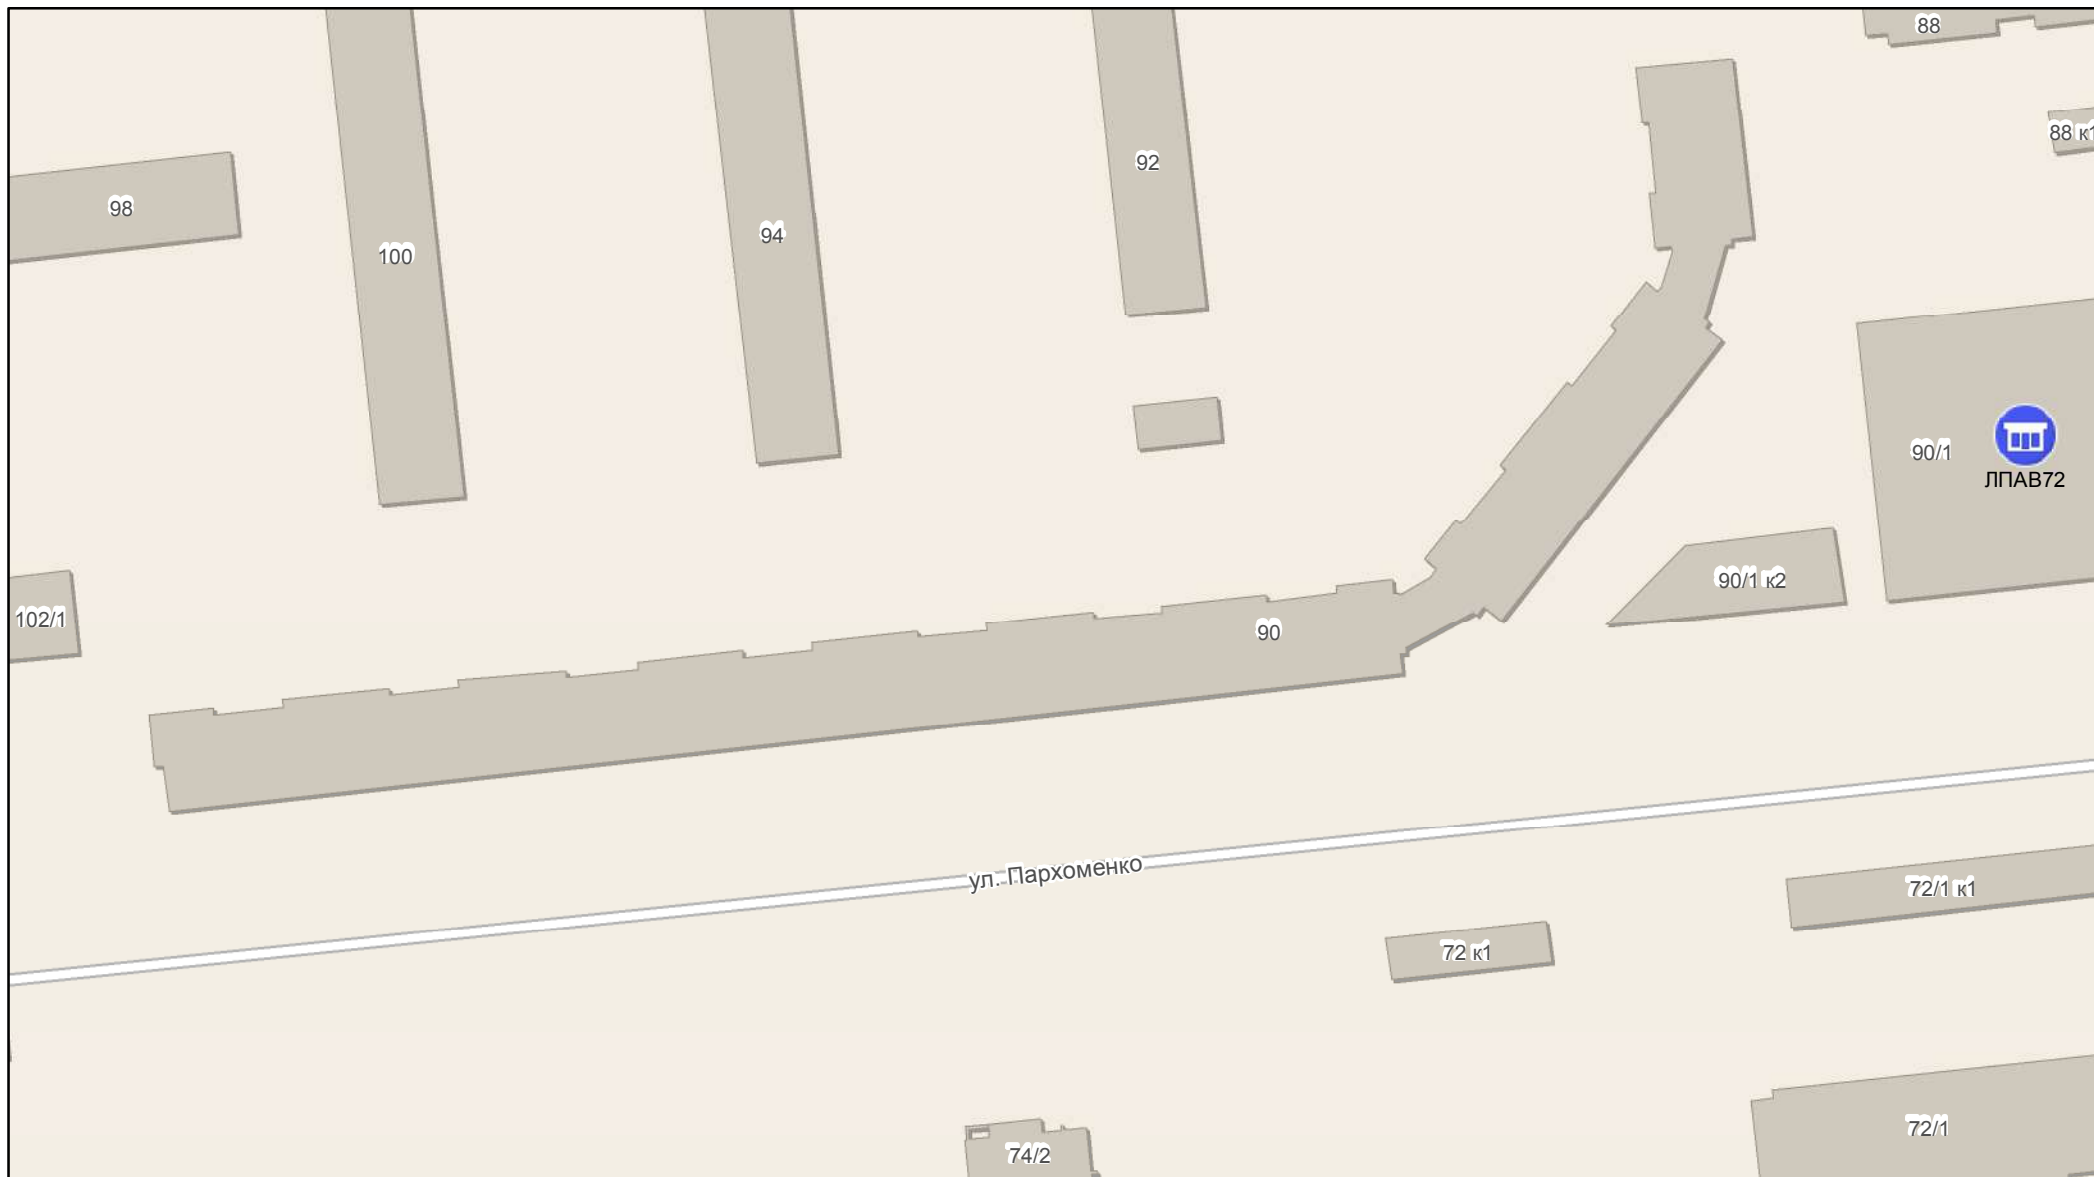 88
88 к1
92
98
94
100
90/1
ЛПАВ72
90/1 к2
102/1
90
ул. Пархоменко
72/1 к1
72 к1
72/1
74/2